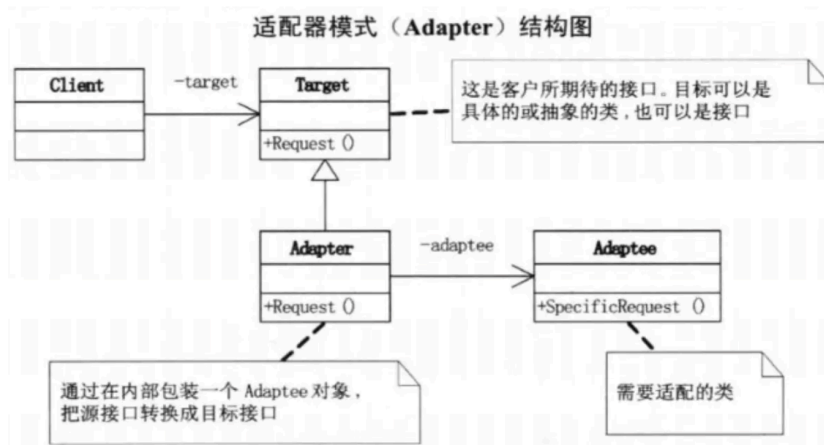 适配器模式（Adapter）结构图
Client
-target
Target
+Request ()
这是客户所期待的接口。目标可以是
具体的或抽象的类，也可以是接口
Adapter
+Request ()
-adaptee
Adaptee
+SpecificRequest ()
通过在内部包装一个 Adaptee 对象，
把源接口转换成目标接口
需要适配的类